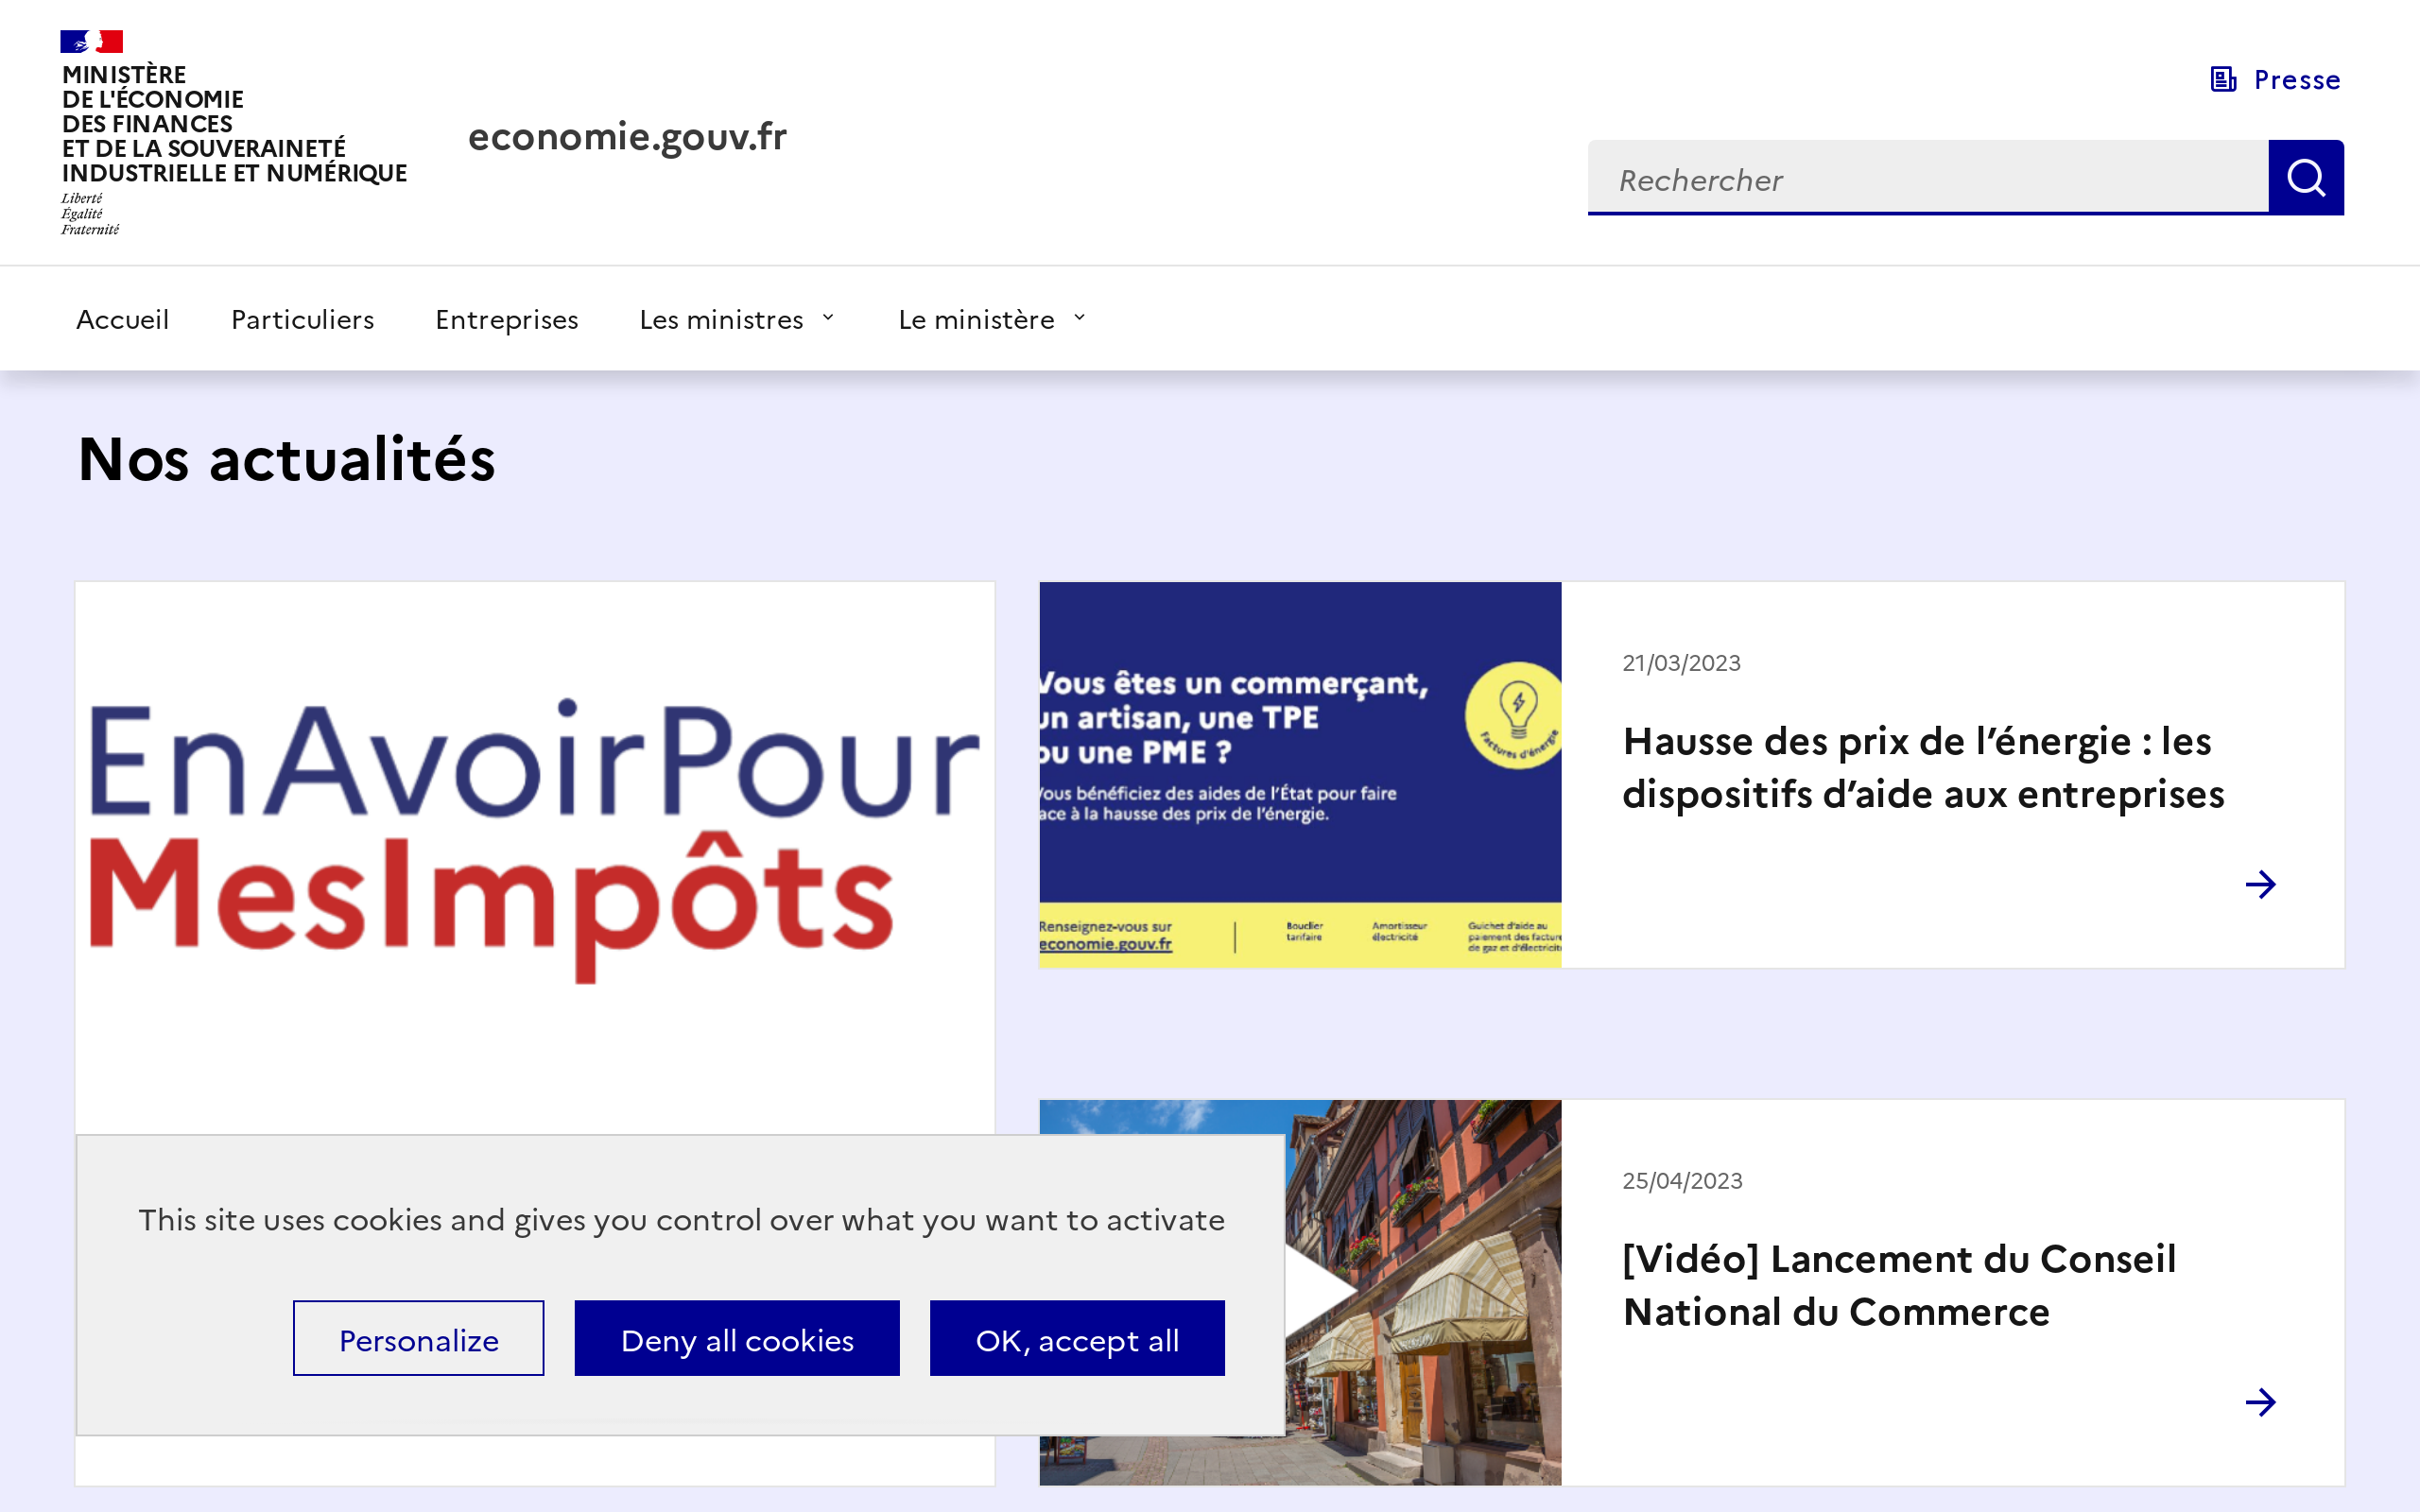 MINISTÈRE
DE L'ÉCONOMIE
DES FINANCES
ET DE LA SOUVERAINETÉ
INDUSTRIELLE ET NUMÉRIQUE
Liberté
Égalité
Fraternité
economie.gouv.fr
Presse
Rechercher
Accueil
Particuliers
Entreprises
Les ministres
Le ministère
Nos actualités
EnAvoirPour
MesImpôts
Vous êtes un commerçant,
un artisan, une TPE
ou une PME ?
Vous bénéficiez des aides de l'État pour faire
face à la hausse des prix de l'énergie.
Factures d'énergie
Renseignez-vous sur
economie.gouv.fr
Bouclier
tarifaire
Amortisseur
électricité
Guichet d'aide au
paiement des facture
de gaz et d'électricité
21/03/2023
Hausse des prix de l’énergie : les
dispositifs d’aide aux entreprises
25/04/2023
[Vidéo] Lancement du Conseil
National du Commerce
This site uses cookies and gives you control over what you want to activate
Personalize
Deny all cookies
OK, accept all